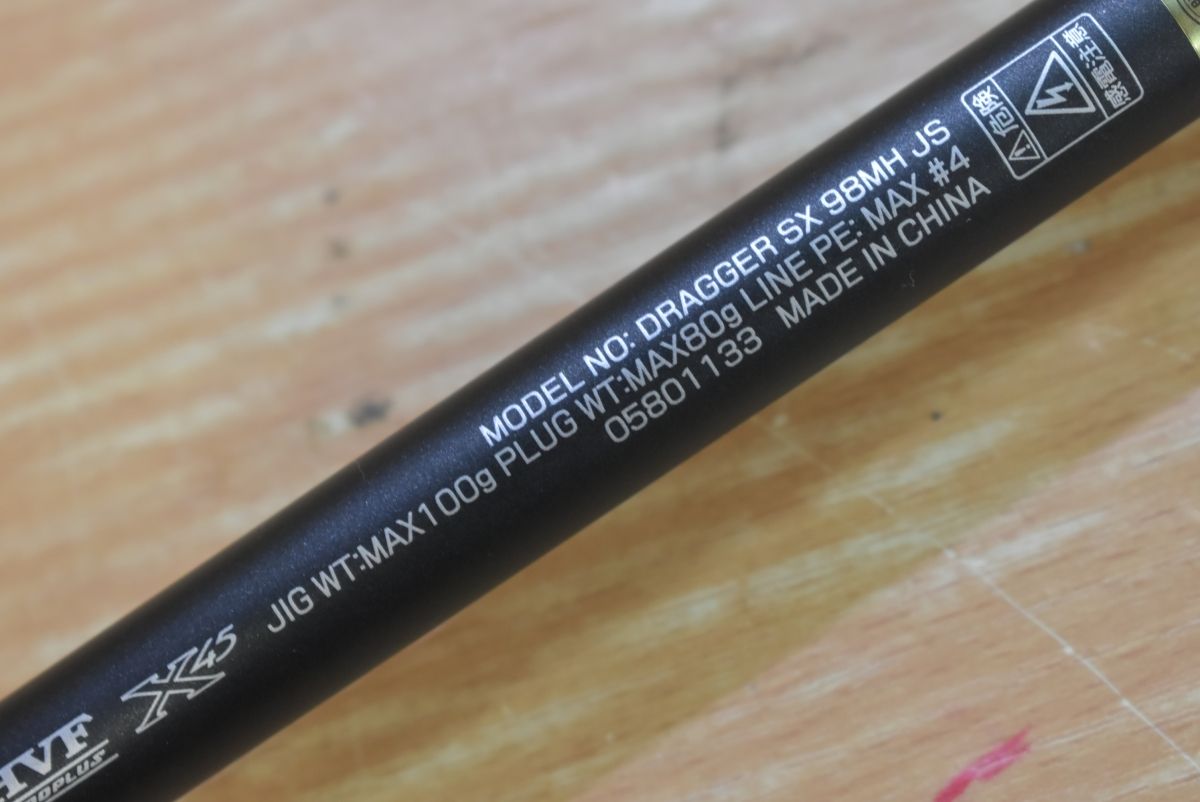 MODEL NO: DRAGGER SX 98MH JS
JIG WT:MAX100g PLUG WT:MAX80g LINE PE: MAX #4
05801133 MADE IN CHINA
危険
感電注意
HVF
X45